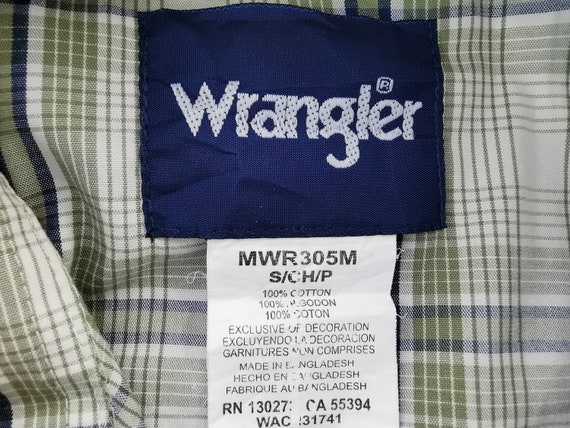 Wrangler®
MWR305M
S/CH/P
100% COTTON
100% ALGODON
100% COTON
EXCLUSIVE OF DECORATION
EXCLUYENDO LA DECORACION
GARNITURES NON COMPRISES
MADE IN BANGLADESH
HECHO EN BANGLADESH
FABRIQUE AU BANGLADESH
RN 130273 CA 55394
WAC